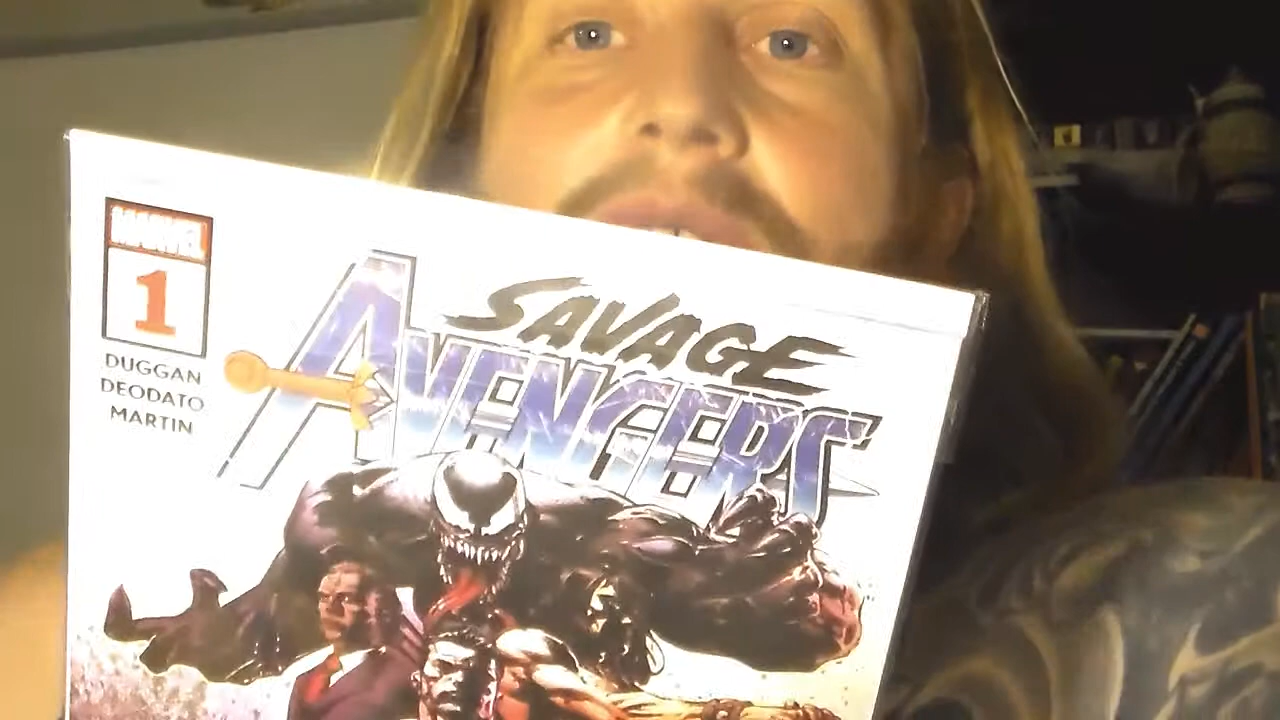 MARVEL
1
DUGGAN
DEODATO
MARTIN
SAVAGE
AVENGERS